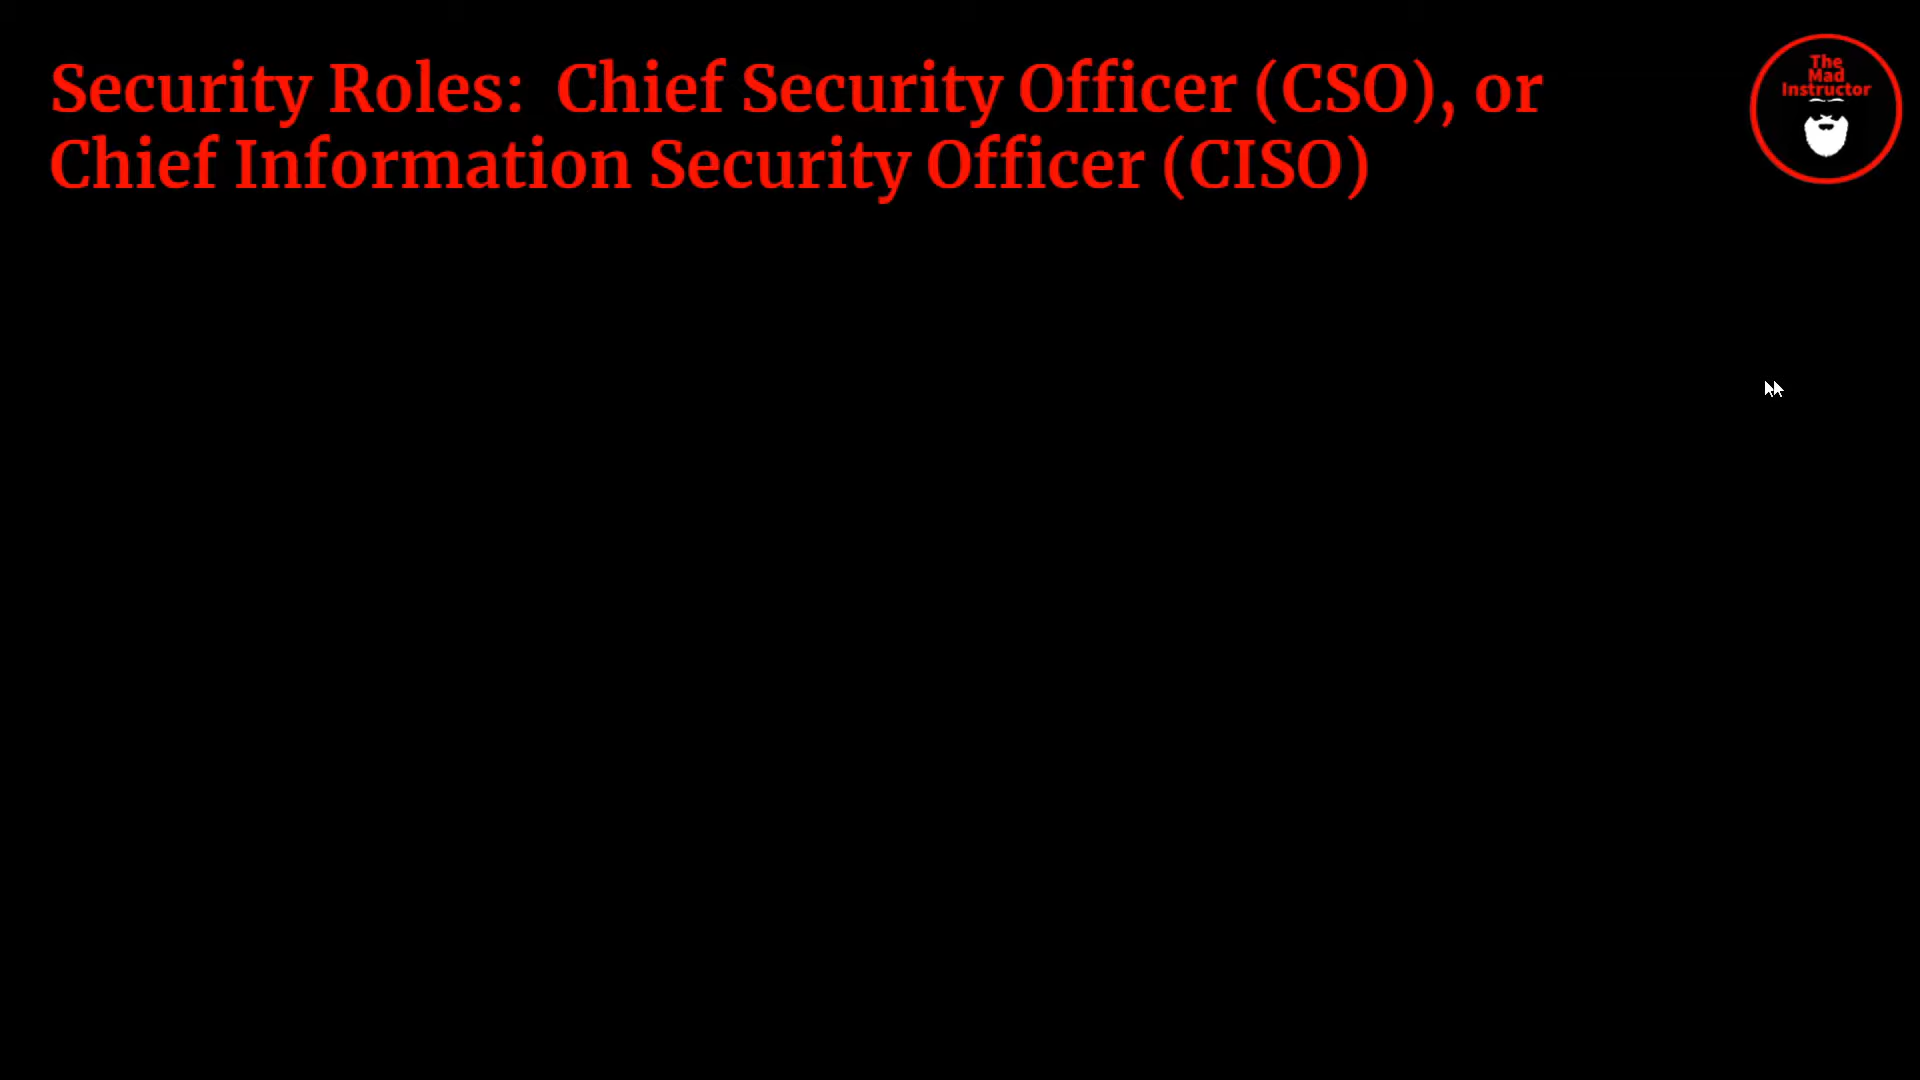 Security Roles:  Chief Security Officer (CSO), or
Chief Information Security Officer (CISO)
The
Mad
Instructor